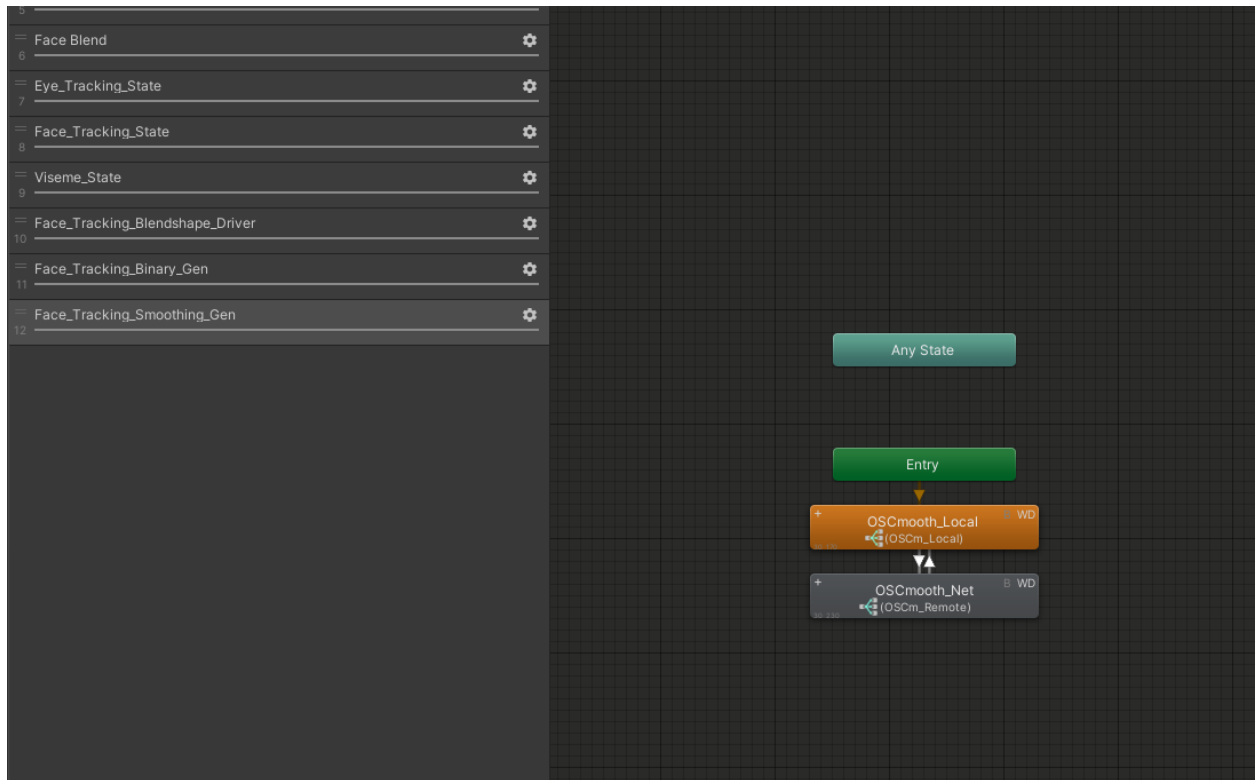 5
Face Blend
6
Eye_Tracking_State
7
Face_Tracking_State
8
Viseme_State
9
Face_Tracking_Blendshape_Driver
10
Face_Tracking_Binary_Gen
11
Face_Tracking_Smoothing_Gen
12
Any State
Entry
+ WD
OSCmooth_Local
(OSCm_Local)
+ B WD
OSCmooth_Net
(OSCm_Remote)